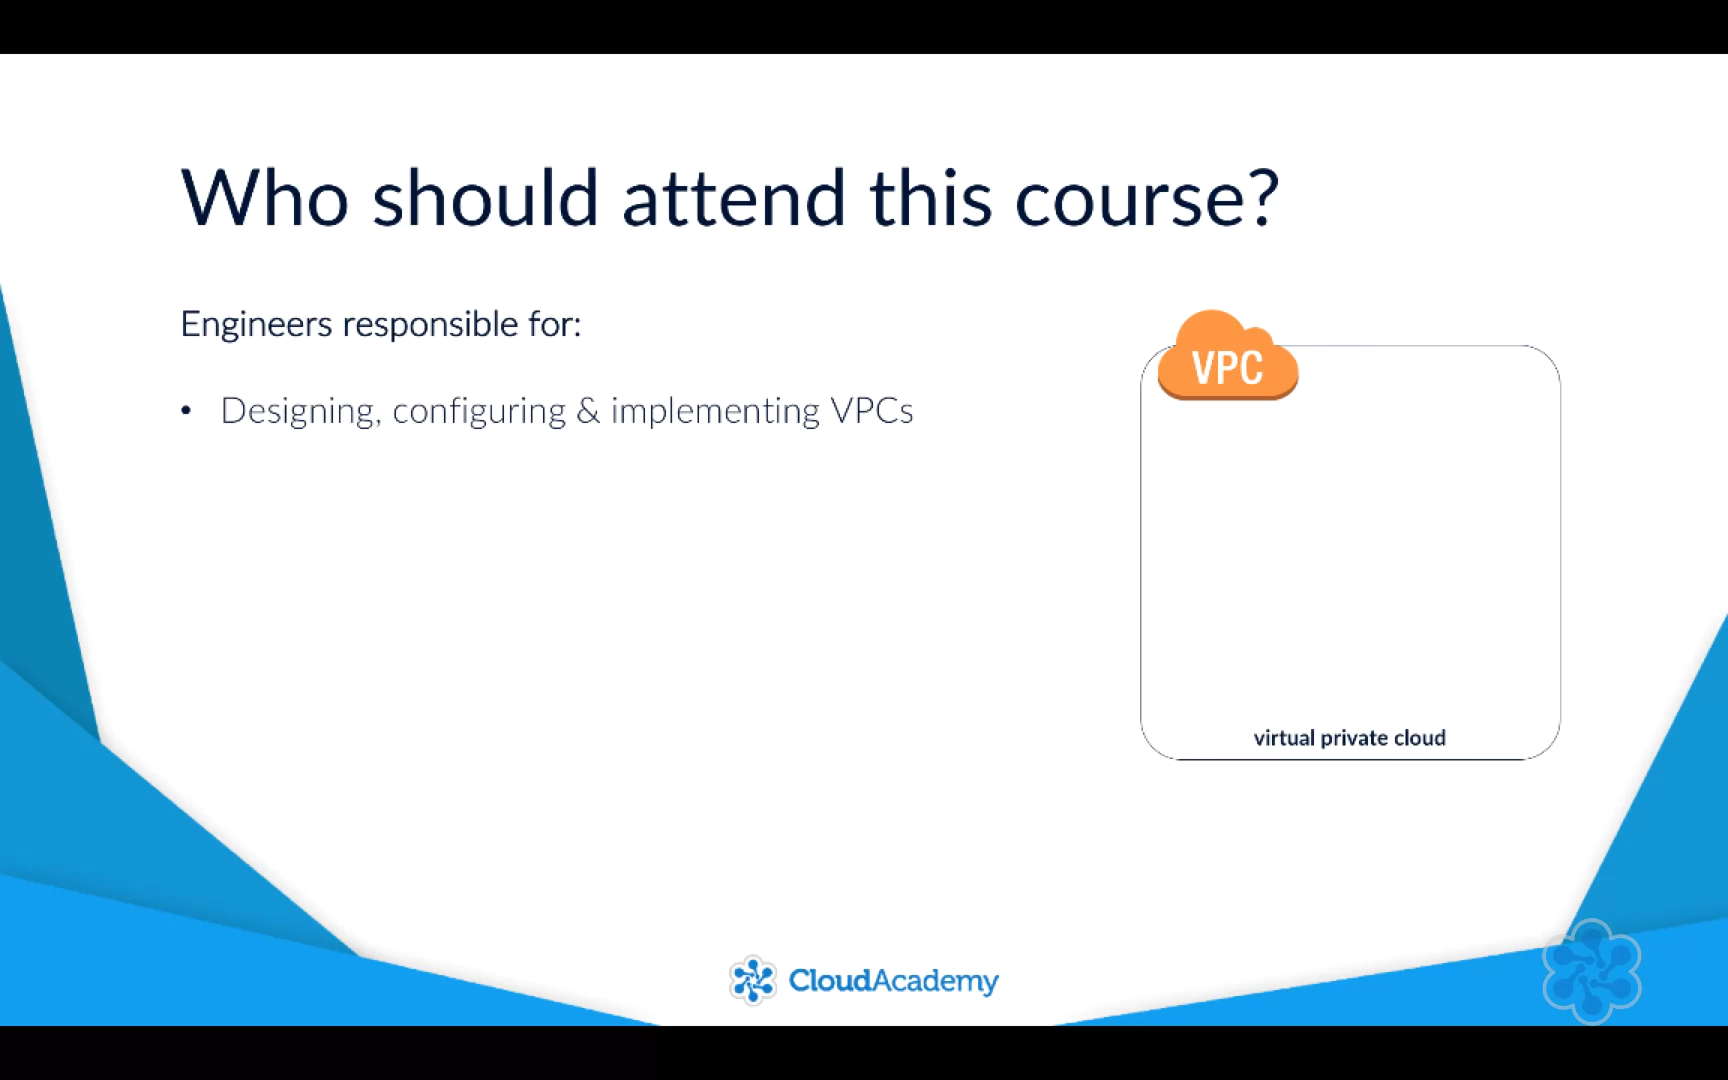 Who should attend this course?
Engineers responsible for:
• Designing, configuring & implementing VPCs
VPC
virtual private cloud
CloudAcademy